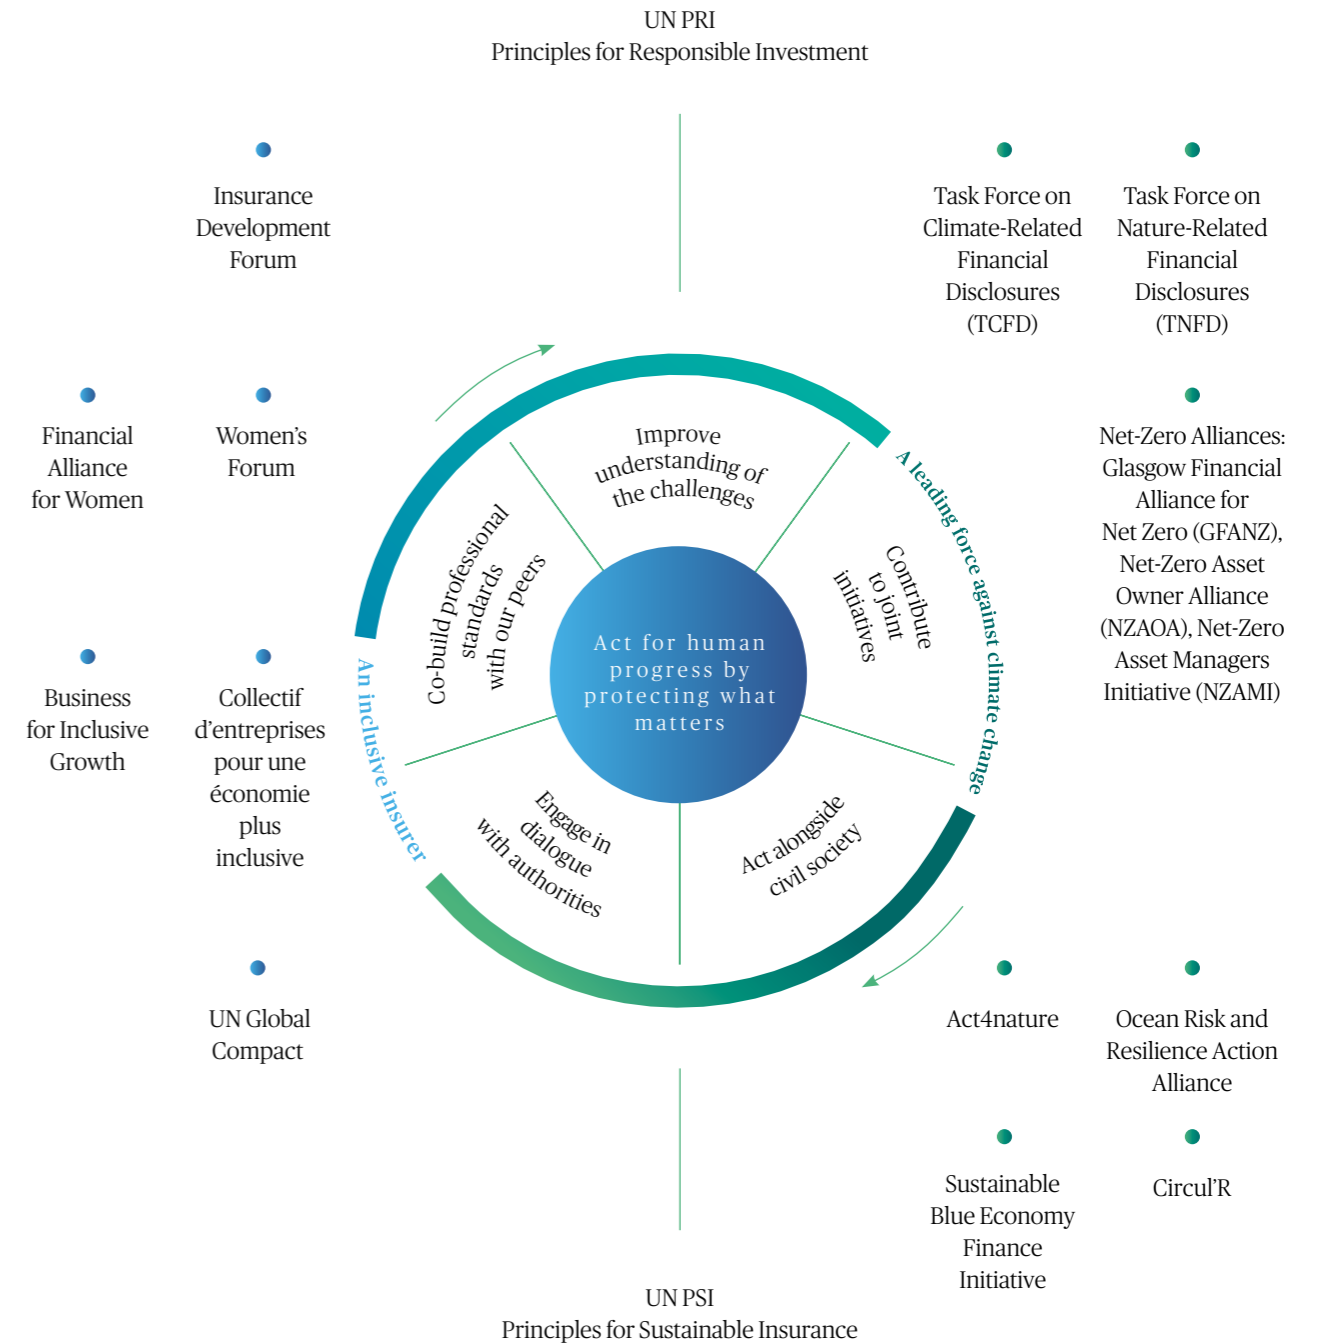 UN PRI
Principles for Responsible Investment
Insurance
Development
Forum
Financial
Alliance
for Women
Women’s
Forum
Business
for Inclusive
Growth
Collectif
d’entreprises
pour une
économie
plus
inclusive
UN Global
Compact
Improve
understanding of
the challenges
Co-build professional
standards
with our peers
Contribute
to joint
initiatives
Engage in
dialogue
with authorities
Act alongside
civil society
Act for human
progress by
protecting what
matters
An inclusive insurer
A leading force against climate change
Task Force on
Climate-Related
Financial
Disclosures
(TCFD)
Task Force on
Nature-Related
Financial
Disclosures
(TNFD)
Net-Zero Alliances:
Glasgow Financial
Alliance for
Net Zero (GFANZ),
Net-Zero Asset
Owner Alliance
(NZAOA), Net-Zero
Asset Managers
Initiative (NZAMI)
Act4nature
Ocean Risk and
Resilience Action
Alliance
Sustainable
Blue Economy
Finance
Initiative
Circul’R
UN PSI
Principles for Sustainable Insurance